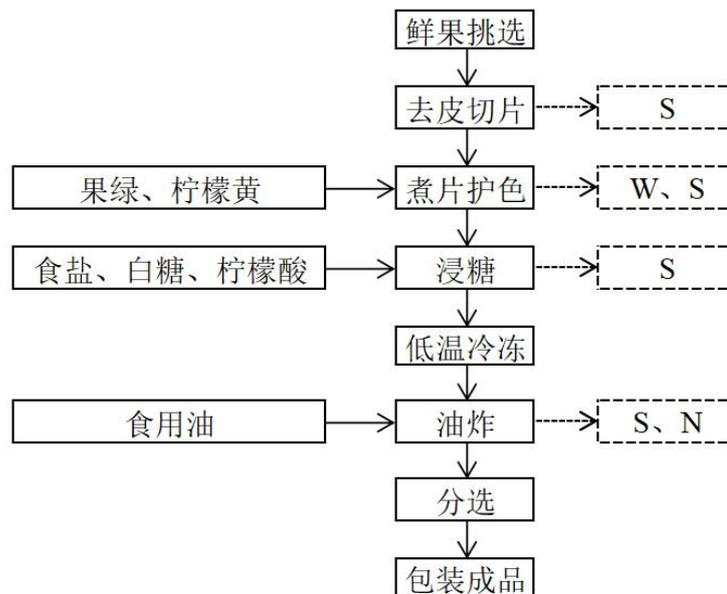 鲜果挑选
去皮切片
S
果绿、柠檬黄
煮片护色
W、S
食盐、白糖、柠檬酸
浸糖
S
低温冷冻
食用油
油炸
S、N
分选
包装成品